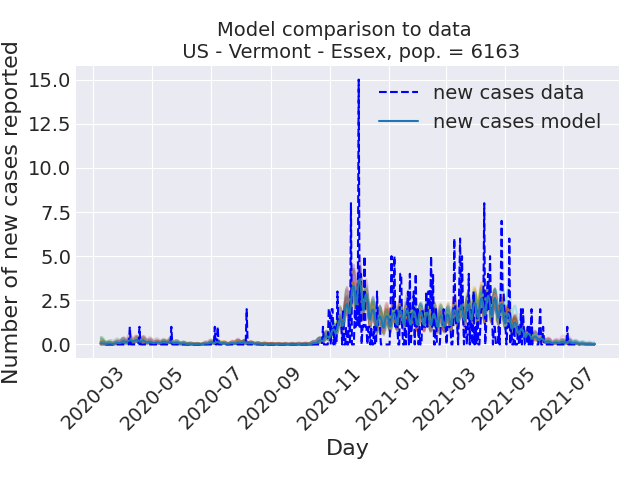 Model comparison to data
US - Vermont - Essex, pop. = 6163
new cases data
new cases model
Number of new cases reported
15.0
12.5
10.0
7.5
5.0
2.5
0.0
2020-03
2020-05
2020-07
2020-09
2020-11
2021-01
2021-03
2021-05
2021-07
Day